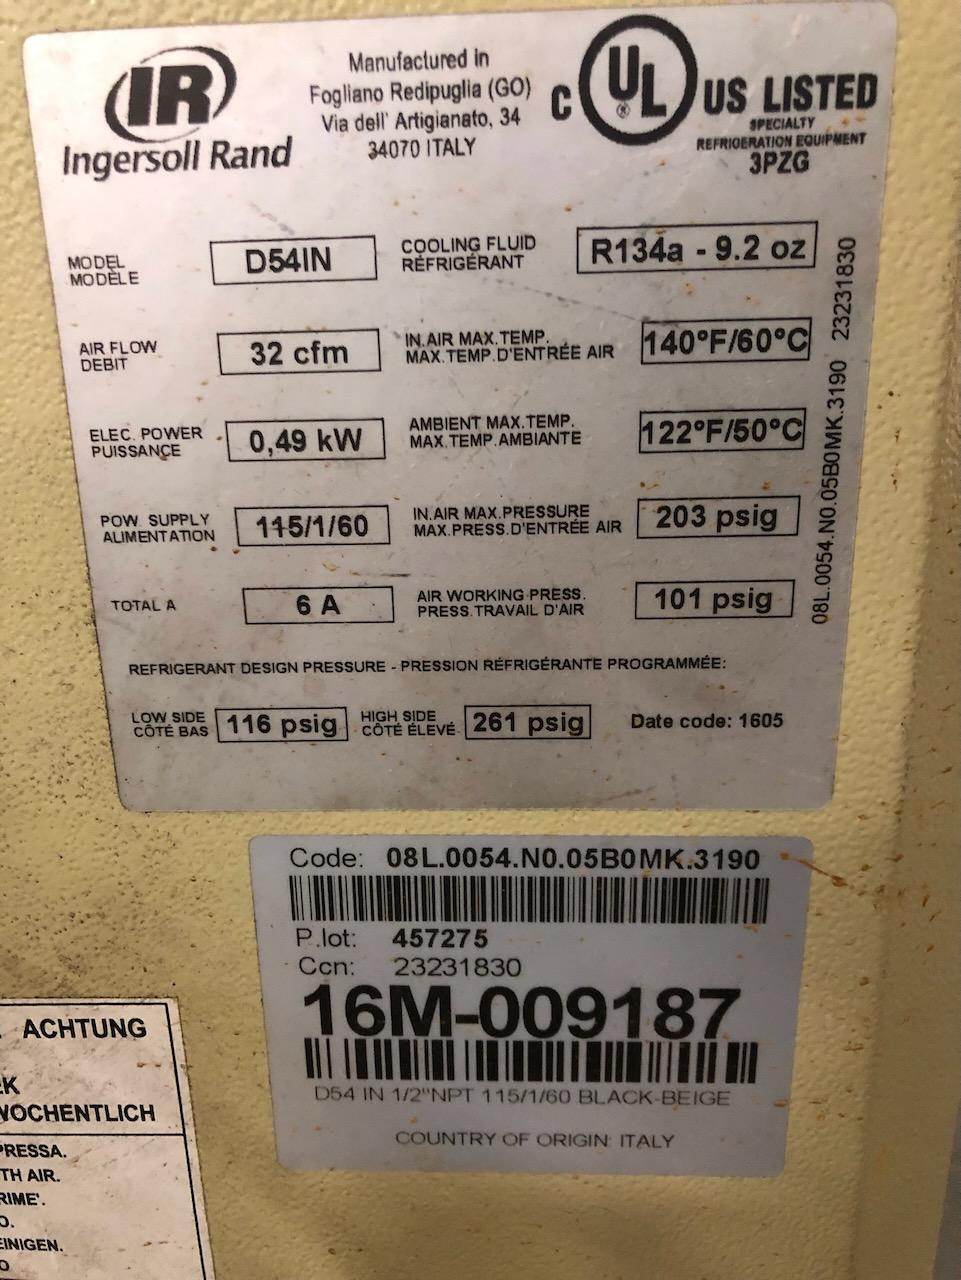 IR
Ingersoll Rand
Manufactured in
Fogliano Redipuglia (GO)
Via dell' Artigianato, 34
34070 ITALY
C UL ® US LISTED
SPECIALTY
REFRIGERATION EQUIPMENT
3PZG
MODEL
MODÈLE
D54IN
COOLING FLUID
RÉFRIGÉRANT
R134a - 9.2 oz
AIR FLOW
DEBIT
32 cfm
IN.AIR MAX.TEMP.
MAX.TEMP.D'ENTRÉE AIR
140°F/60°C
ELEC. POWER
PUISSANCE
0,49 kW
AMBIENT MAX.TEMP.
MAX.TEMP.AMBIANTE
122°F/50°C
POW. SUPPLY
ALIMENTATION
115/1/60
IN.AIR MAX.PRESSURE
MAX.PRESS.D'ENTRÉE AIR
203 psig
TOTAL A
6 A
AIR WORKING PRESS.
PRESS.TRAVAIL D'AIR
101 psig
REFRIGERANT DESIGN PRESSURE - PRESSION RÉFRIGÉRANTE PROGRAMMÉE:
LOW SIDE
CÔTÉ BAS
116 psig
HIGH SIDE
CÔTÉ ÉLEVÉ
261 psig
Date code: 1605
08L.0054.N0.05B0MK.3190 23231830
Code: 08L.0054.N0.05B0MK.3190
P.lot: 457275
Ccn: 23231830
16M-009187
D54 IN 1/2"NPT 115/1/60 BLACK-BEIGE
COUNTRY OF ORIGIN: ITALY
ACHTUNG
WOCHENTLICH
PRESSA.
TH AIR.
RIME'.
O.
EINIGEN.